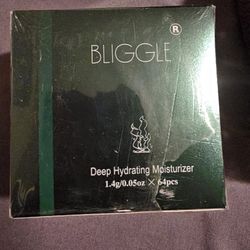 BLIGGLE®
Deep Hydrating Moisturizer
1.4g/0.05oz × 64pcs